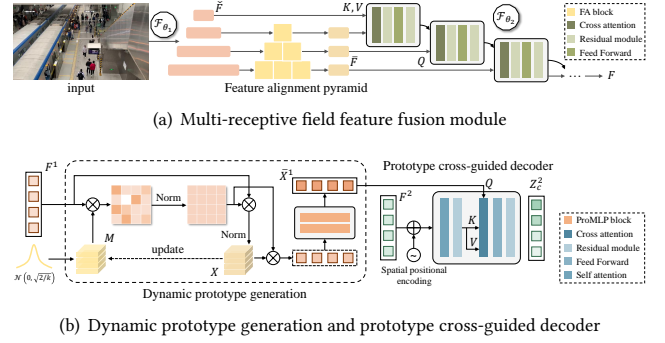 𝓕θ₁
F̌
K, V
𝓕θ₂
FA block
Cross attention
Residual module
Feed Forward
F̄
Q
... F
input
Feature alignment pyramid
(a) Multi-receptive field feature fusion module
F¹
X̄¹
Prototype cross-guided decoder
Norm
F²
Q
Z_c²
M
Norm
K
V
update
X
𝒩(0, √2/k)
Spatial positional
encoding
Dynamic prototype generation
ProMLP block
Cross attention
Residual module
Feed Forward
Self attention
(b) Dynamic prototype generation and prototype cross-guided decoder